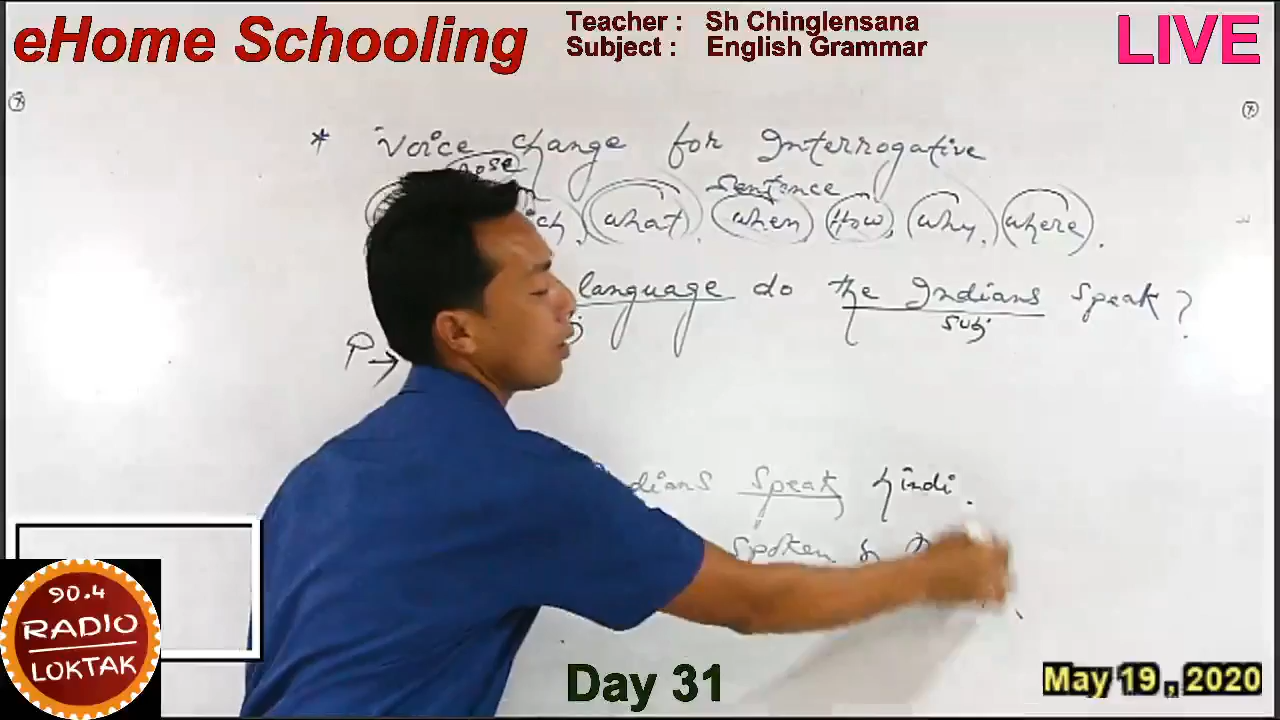 eHome Schooling
Teacher : Sh Chinglensana
Subject : English Grammar
LIVE
* Voice change for Interrogative
sentence
what, when, How, why, where.
language do the Indians speak?
subj
P→
speak Hindi.
spoken
90.4
RADIO
LOKTAK
Day 31
May 19, 2020